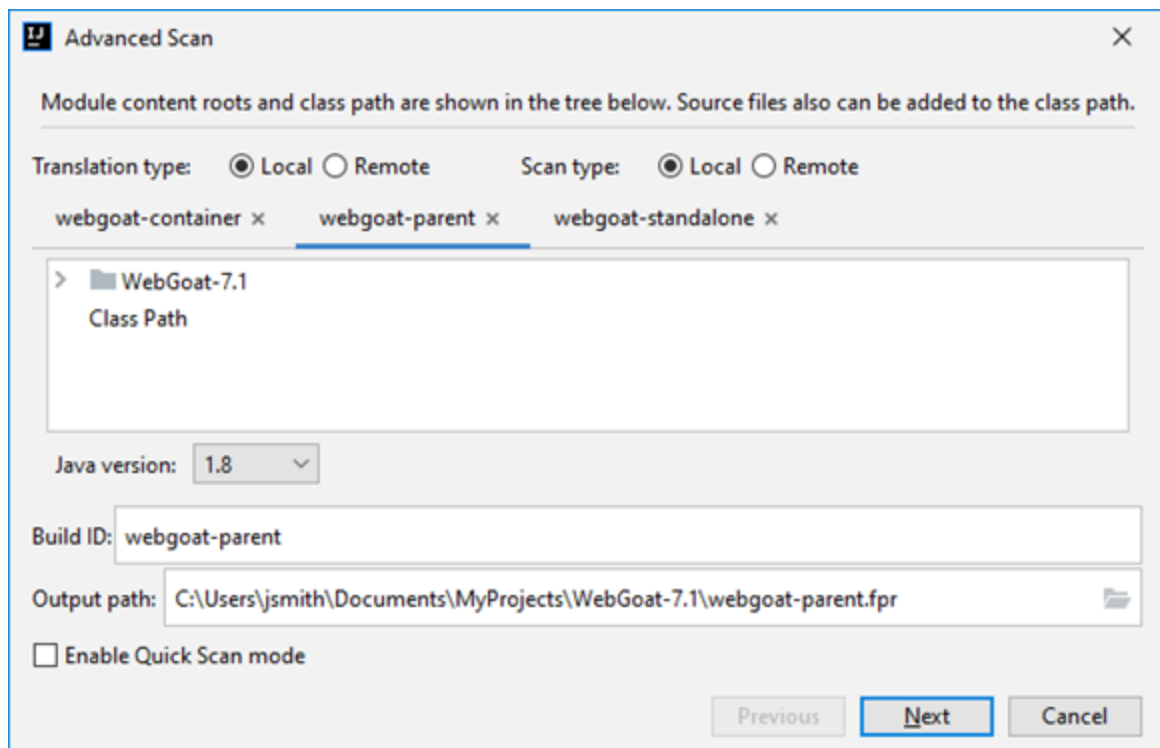 IJ Advanced Scan
Module content roots and class path are shown in the tree below. Source files also can be added to the class path.
Translation type: Local Remote Scan type: Local Remote
webgoat-container × webgoat-parent × webgoat-standalone ×
WebGoat-7.1
Class Path
Java version: 1.8
Build ID: webgoat-parent
Output path: C:\Users\jsmith\Documents\MyProjects\WebGoat-7.1\webgoat-parent.fpr
Enable Quick Scan mode
Previous Next Cancel